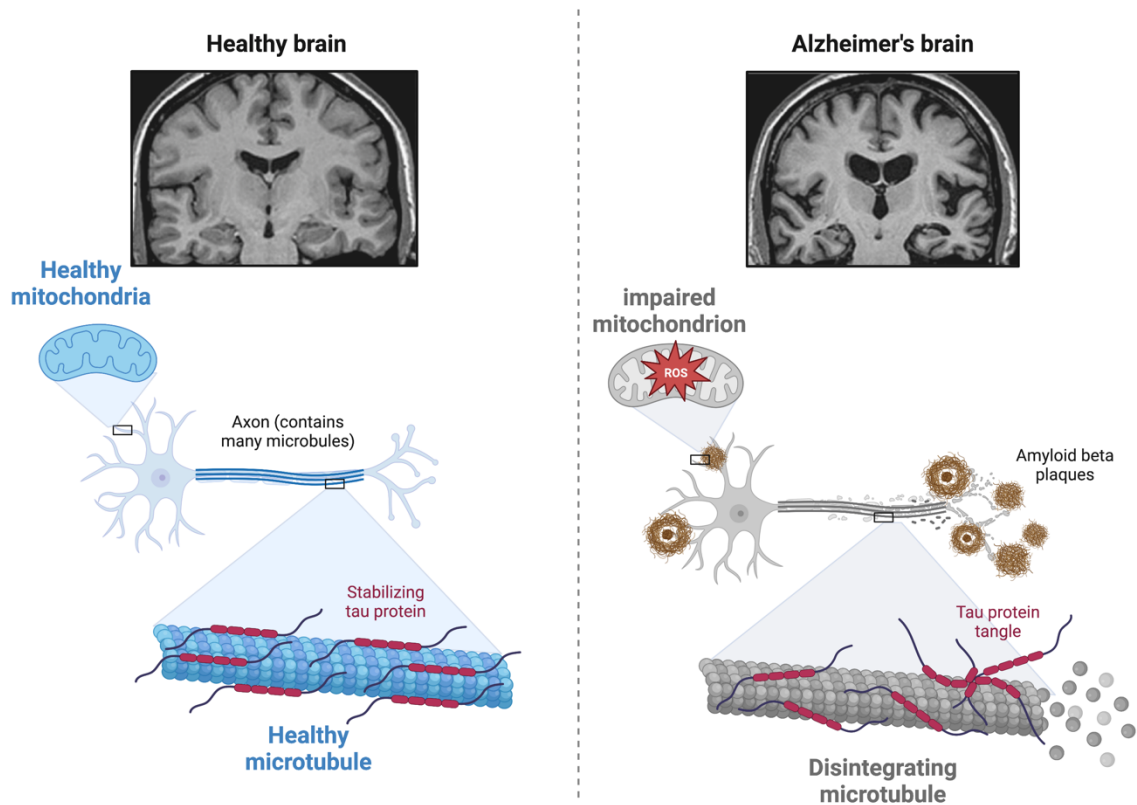 Healthy brain
Healthy
mitochondria
Axon (contains
many microbules)
Stabilizing
tau protein
Healthy
microtubule
Alzheimer's brain
impaired
mitochondrion
ROS
Amyloid beta
plaques
Tau protein
tangle
Disintegrating
microtubule